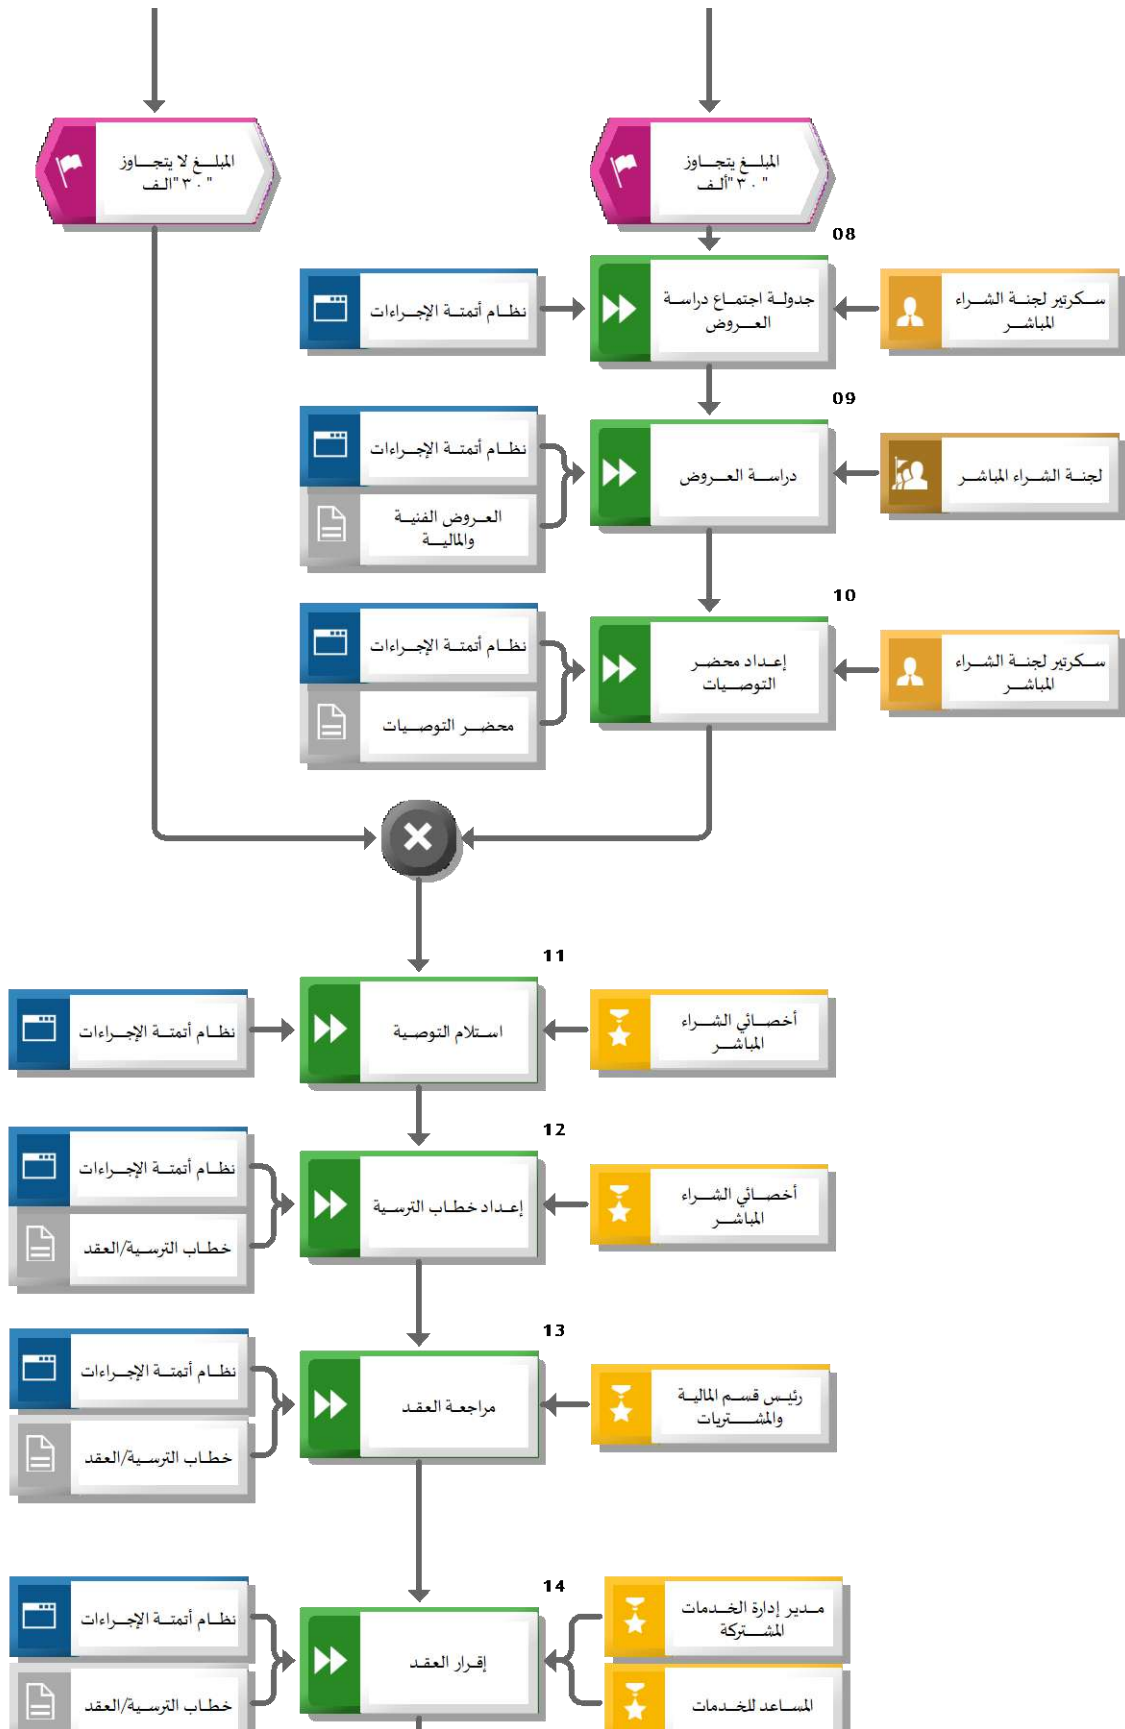 المبلغ يتجاوز
"٣٠" ألف
المبلغ لا يتجاوز
"٣٠" الف
08
سكرتير لجنة الشراء
المباشر
جدولة اجتماع دراسة
العروض
نظام أتمتة الإجراءات
09
لجنة الشراء المباشر
دراسة العروض
نظام أتمتة الإجراءات
العروض الفنية
والمالية
10
سكرتير لجنة الشراء
المباشر
إعداد محضر
التوصيات
نظام أتمتة الإجراءات
محضر التوصيات
11
أخصائي الشراء
المباشر
استلام التوصية
نظام أتمتة الإجراءات
12
أخصائي الشراء
المباشر
إعداد خطاب الترسية
نظام أتمتة الإجراءات
خطاب الترسية/العقد
13
رئيس قسم المالية
والمشتريات
مراجعة العقد
نظام أتمتة الإجراءات
خطاب الترسية/العقد
14
مدير إدارة الخدمات
المشتركة
المساعد للخدمات
إقرار العقد
نظام أتمتة الإجراءات
خطاب الترسية/العقد